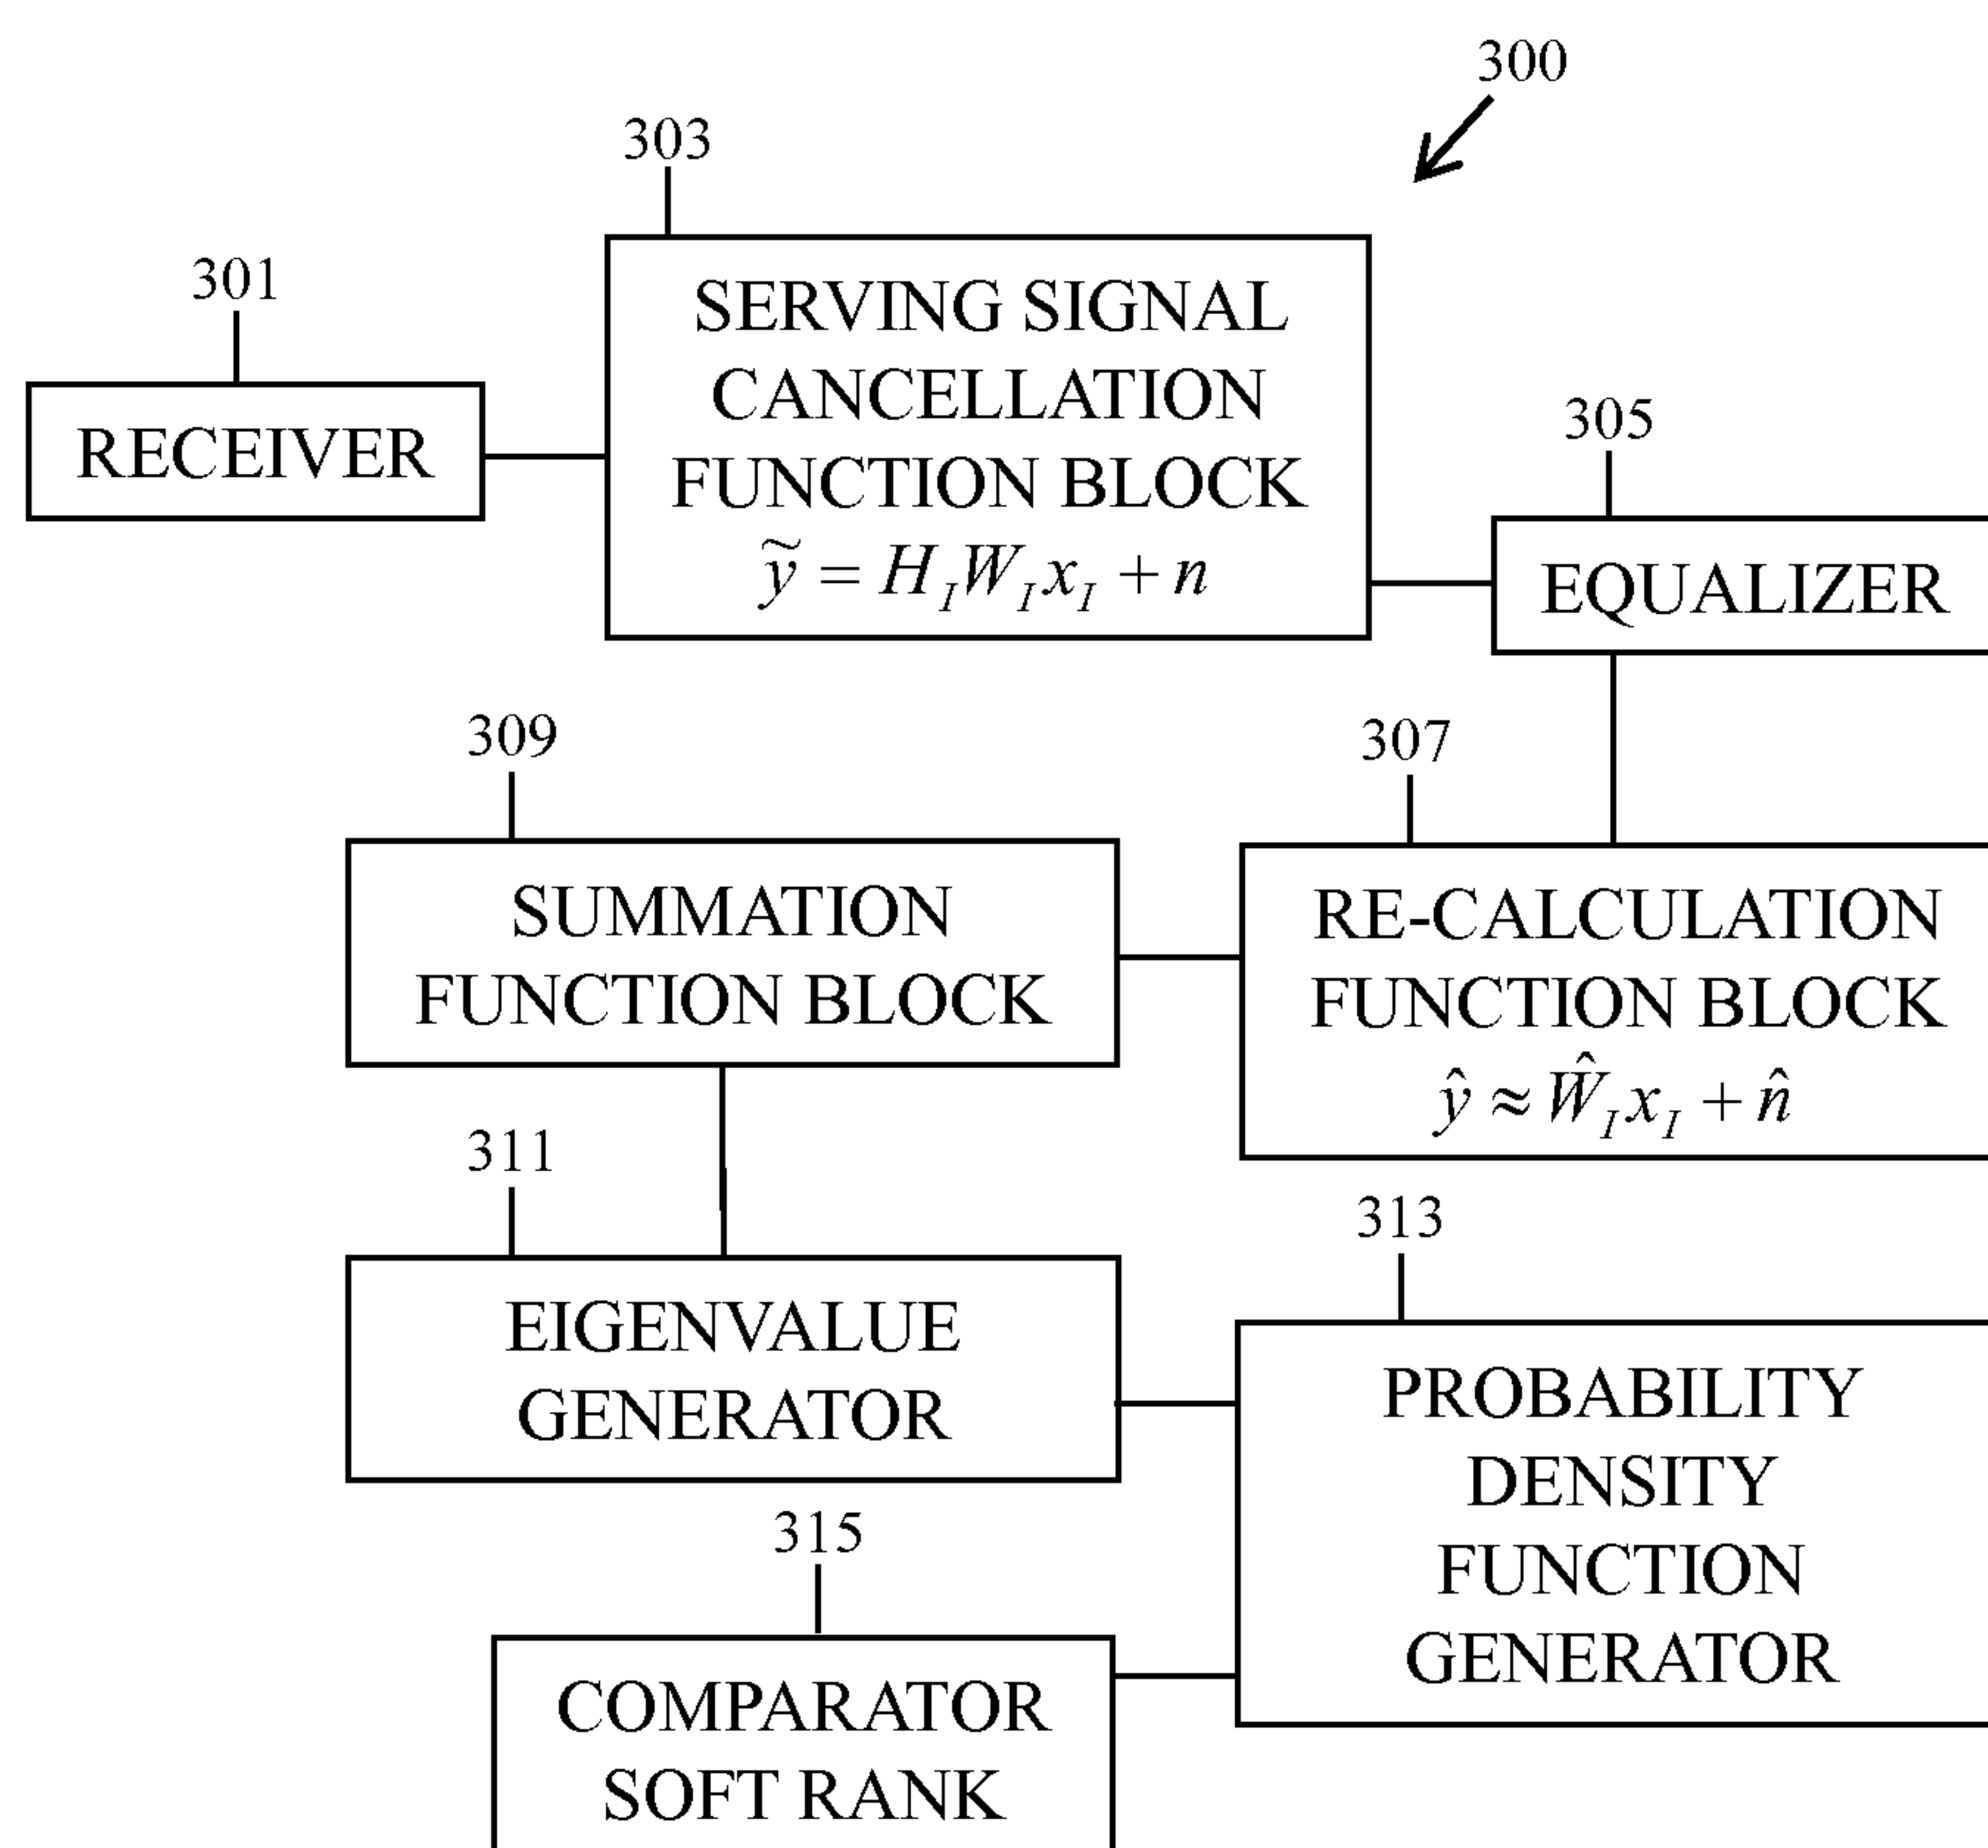 300
303
301
SERVING SIGNAL
CANCELLATION
FUNCTION BLOCK
ỹ = H_I W_I x_I + n
RECEIVER
305
EQUALIZER
309
307
SUMMATION
FUNCTION BLOCK
RE-CALCULATION
FUNCTION BLOCK
ŷ ≈ Ŵ_I x_I + n̂
311
313
EIGENVALUE
GENERATOR
PROBABILITY
DENSITY
FUNCTION
GENERATOR
315
COMPARATOR
SOFT RANK